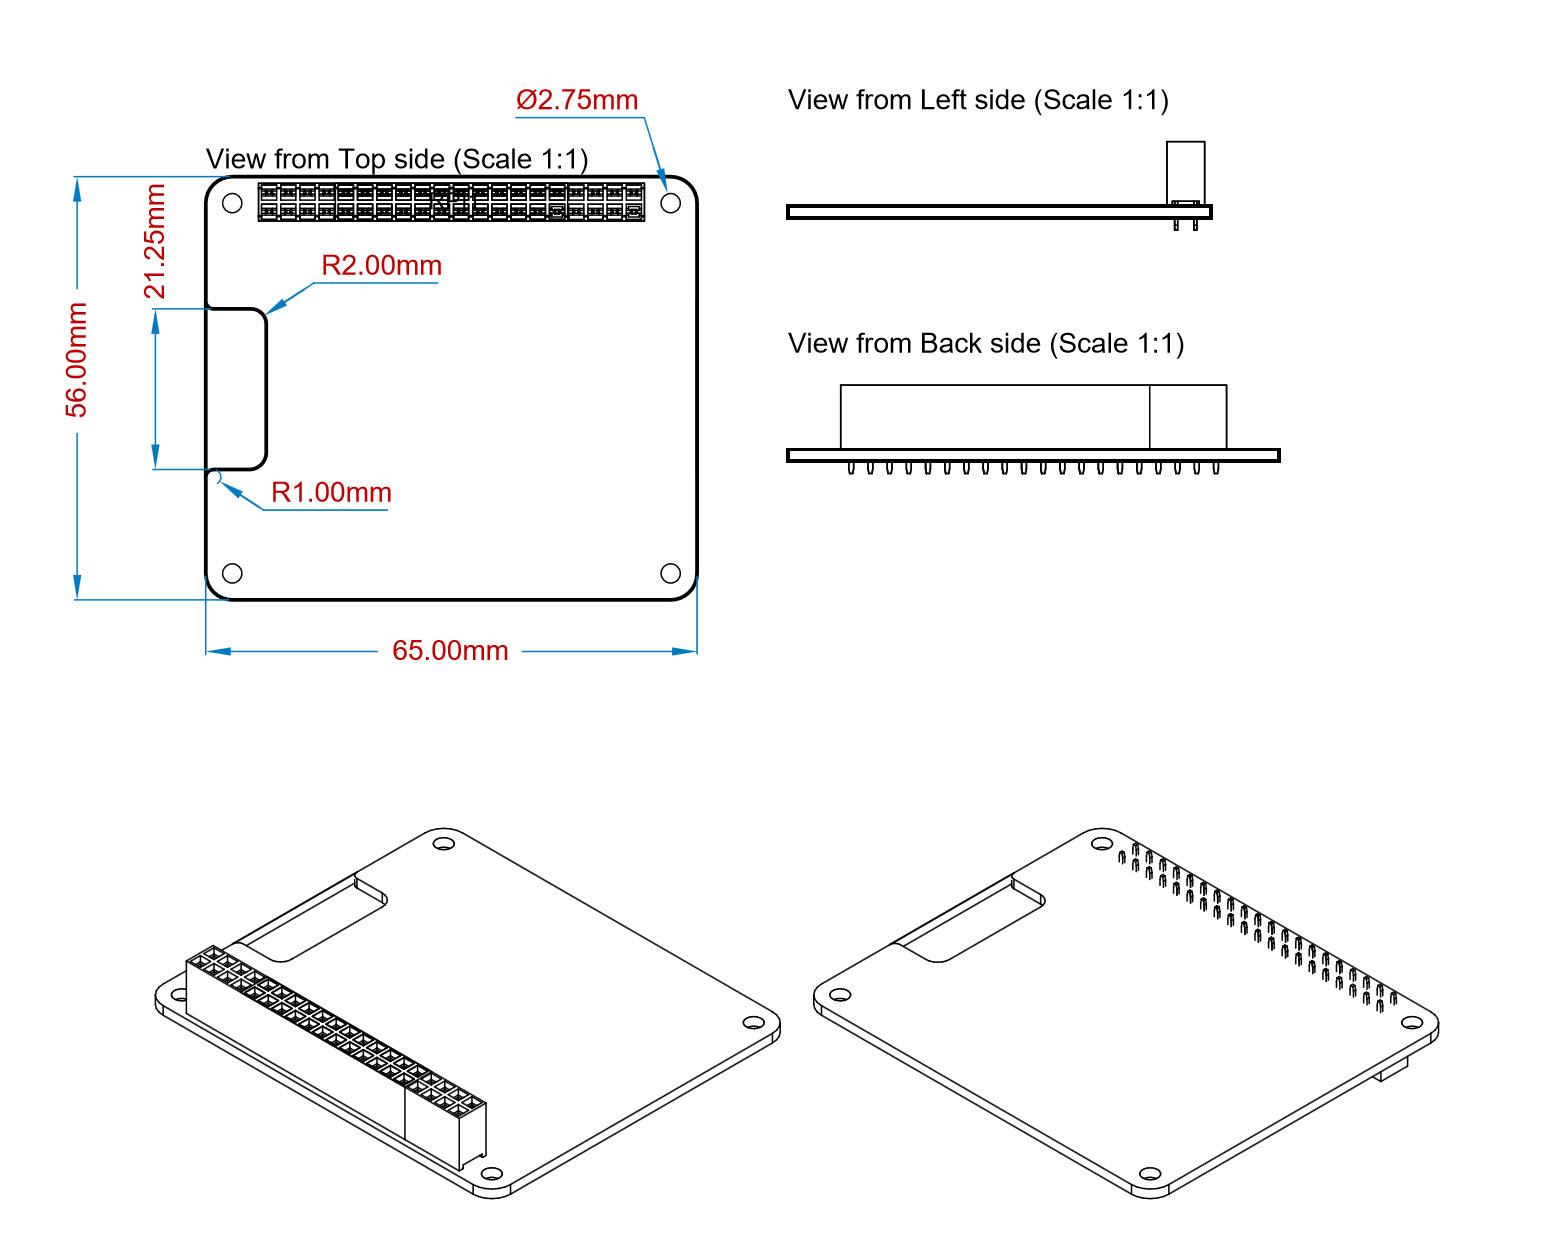 Ø2.75mm
View from Top side (Scale 1:1)
21.25mm
R2.00mm
56.00mm
R1.00mm
65.00mm
View from Left side (Scale 1:1)
View from Back side (Scale 1:1)